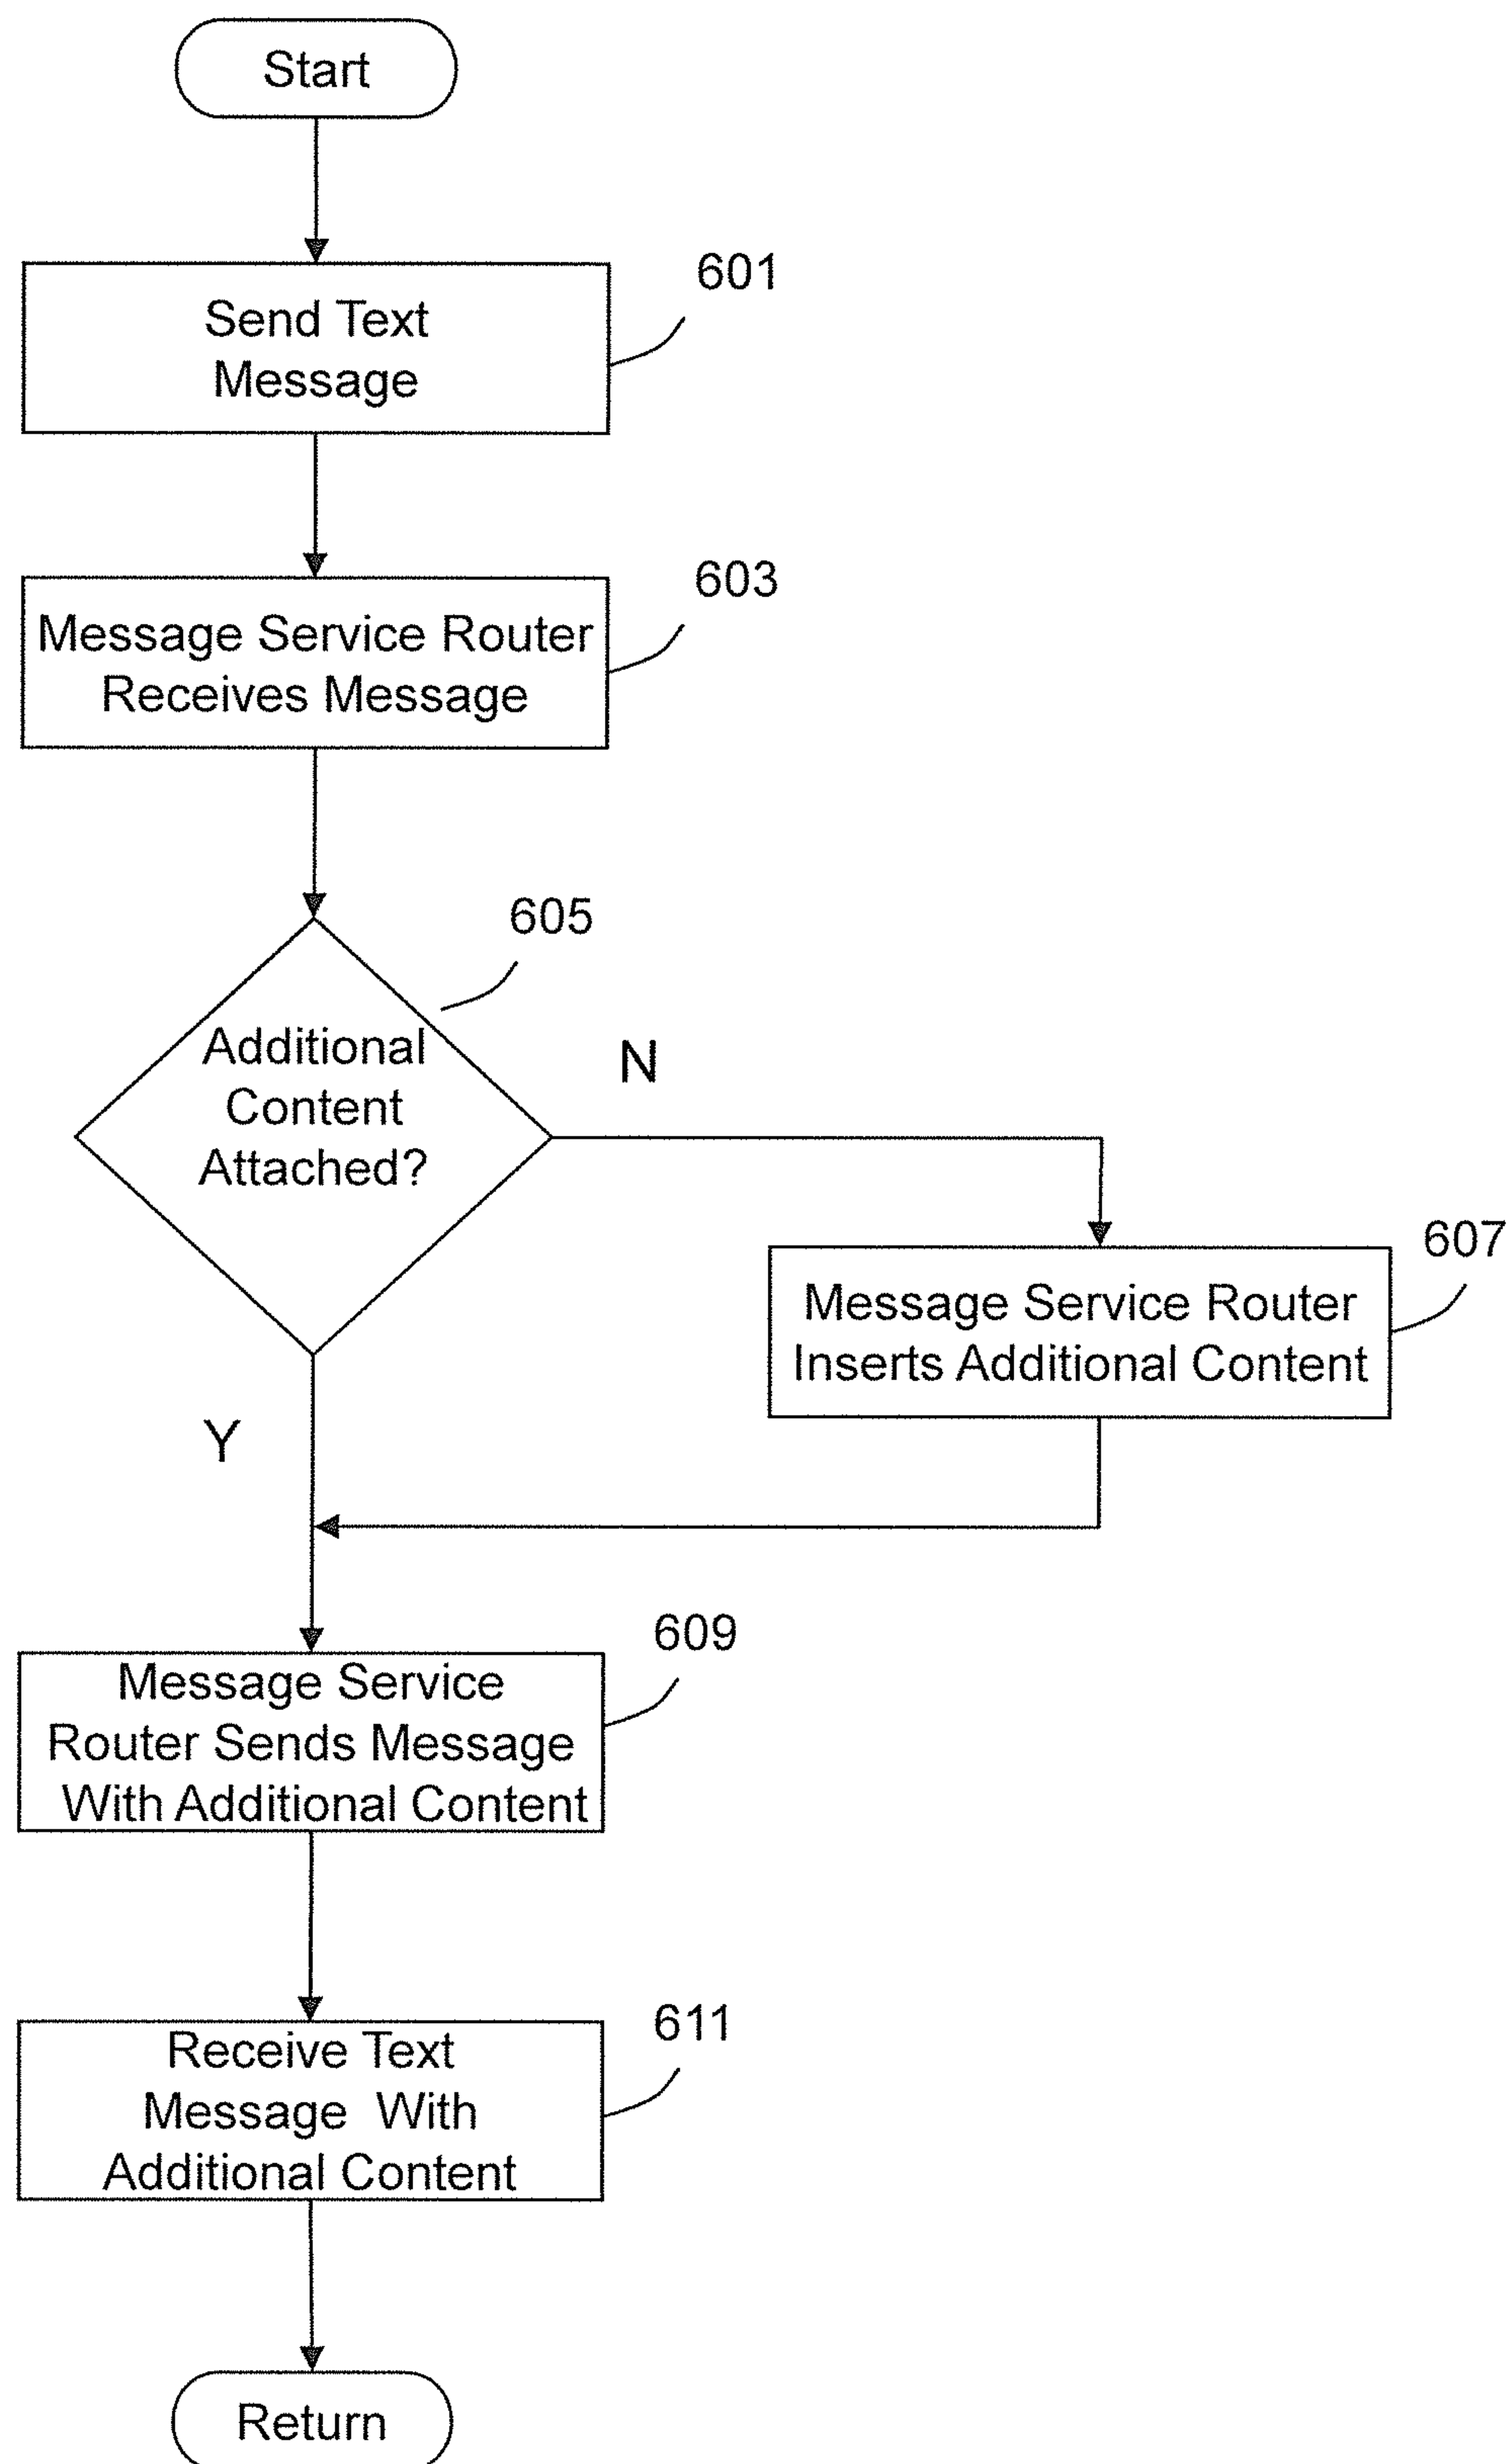 Start
601
Send Text
Message
603
Message Service Router
Receives Message
605
Additional
Content
Attached?
N
607
Message Service Router
Inserts Additional Content
Y
609
Message Service
Router Sends Message
With Additional Content
611
Receive Text
Message With
Additional Content
Return